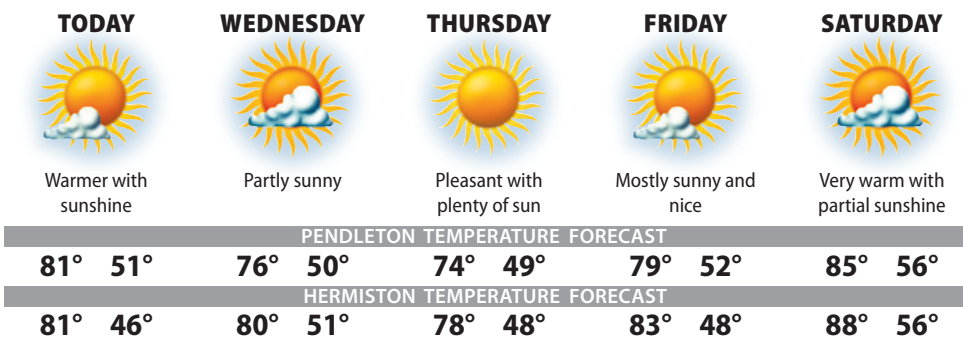 TODAY WEDNESDAY THURSDAY FRIDAY SATURDAY
Warmer with Partly sunny Pleasant with Mostly sunny and Very warm with
sunshine plenty of sun nice partial sunshine
PENDLETON TEMPERATURE FORECAST
81° 51° 76° 50° 74° 49° 79° 52° 85° 56°
HERMISTON TEMPERATURE FORECAST
81° 46° 80° 51° 78° 48° 83° 48° 88° 56°